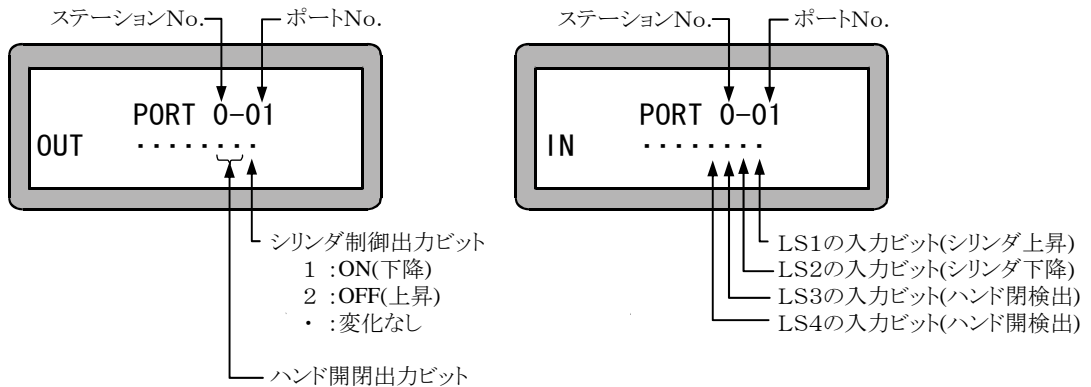 ステーションNo.
ポートNo.
PORT 0-01
OUT ・・・・・・・・
シリンダ制御出力ビット
1 :ON(下降)
2 :OFF(上昇)
・ :変化なし
ハンド開閉出力ビット
ステーションNo.
ポートNo.
PORT 0-01
IN ・・・・・・・・
LS1の入力ビット(シリンダ上昇)
LS2の入力ビット(シリンダ下降)
LS3の入力ビット(ハンド閉検出)
LS4の入力ビット(ハンド開検出)